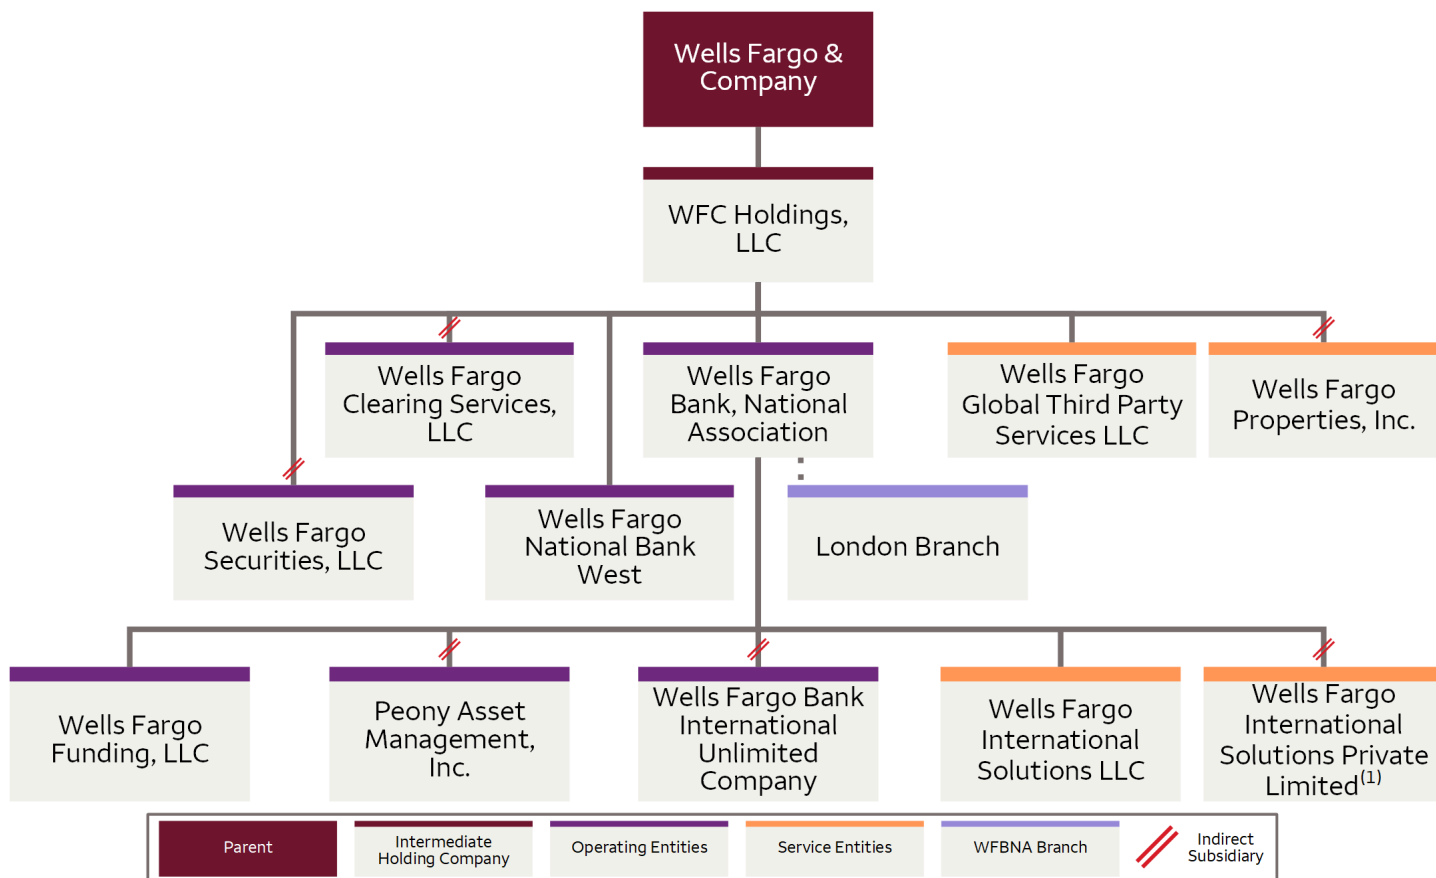 Wells Fargo &
Company
WFC Holdings,
LLC
Wells Fargo
Clearing Services,
LLC
Wells Fargo
Bank, National
Association
Wells Fargo
Global Third Party
Services LLC
Wells Fargo
Properties, Inc.
Wells Fargo
Securities, LLC
Wells Fargo
National Bank
West
London Branch
Wells Fargo
Funding, LLC
Peony Asset
Management,
Inc.
Wells Fargo Bank
International
Unlimited
Company
Wells Fargo
International
Solutions LLC
Wells Fargo
International
Solutions Private
Limited(1)
Parent
Intermediate
Holding Company
Operating Entities
Service Entities
WFBNA Branch
Indirect
Subsidiary